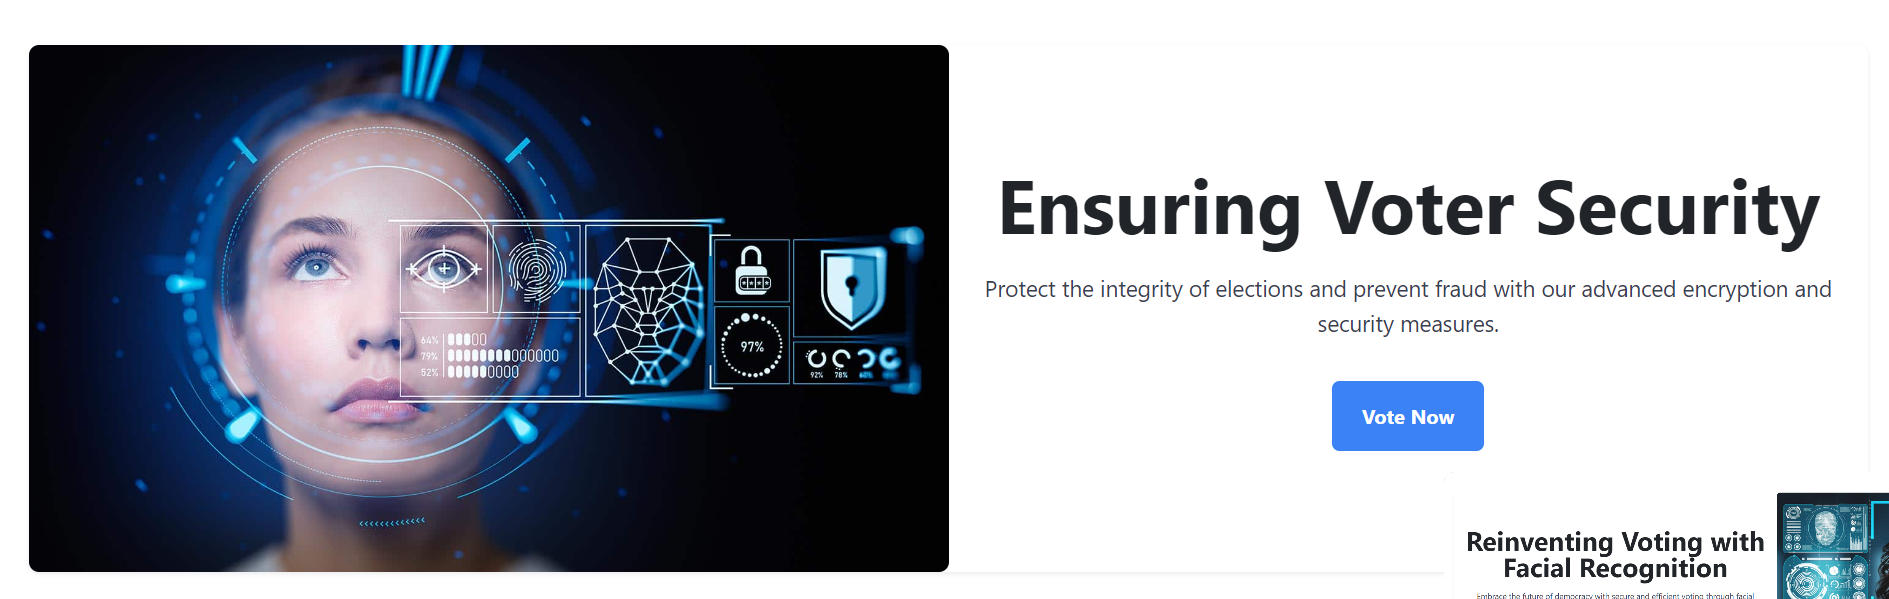 Ensuring Voter Security
Protect the integrity of elections and prevent fraud with our advanced encryption and
security measures.
Vote Now
64%
79%
52%
97%
92%
78%
Reinventing Voting with
Facial Recognition
Embrace the future of democracy with secure and efficient voting through facial